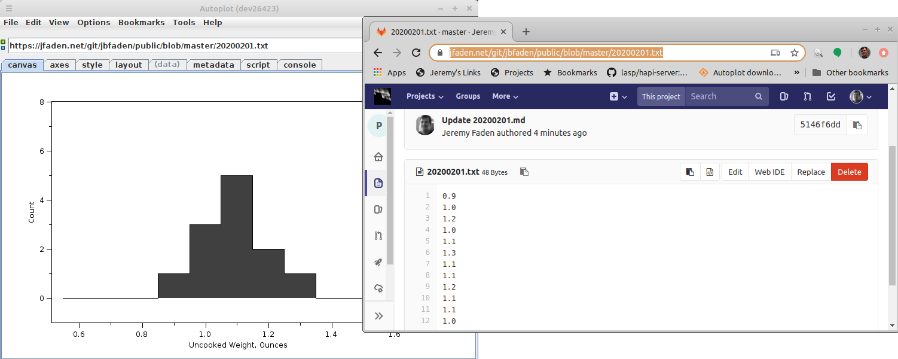 Autoplot (dev26423)
File Edit View Options Bookmarks Tools Help
https://jfaden.net/git/jbfaden/public/blob/master/20200201.txt
canvas axes style layout (data) metadata script console
8
6
4
2
0
Count
0.6 0.8 1.0 1.2 1.4 1.6
Uncooked Weight, Ounces
20200201.txt · master · Jerem
jfaden.net/git/jbfaden/public/blob/master/20200201.txt
Apps Jeremy's Links Projects Bookmarks lasp/hapi-server:... Autoplot downlo... » Other bookmarks
Projects Groups More This project Search
P
Update 20200201.md
Jeremy Faden authored 4 minutes ago
5146f6dd
20200201.txt 48 Bytes
Edit Web IDE Replace Delete
1 0.9
2 1.0
3 1.2
4 1.0
5 1.1
6 1.3
7 1.1
8 1.1
9 1.2
10 1.1
11 1.1
12 1.0